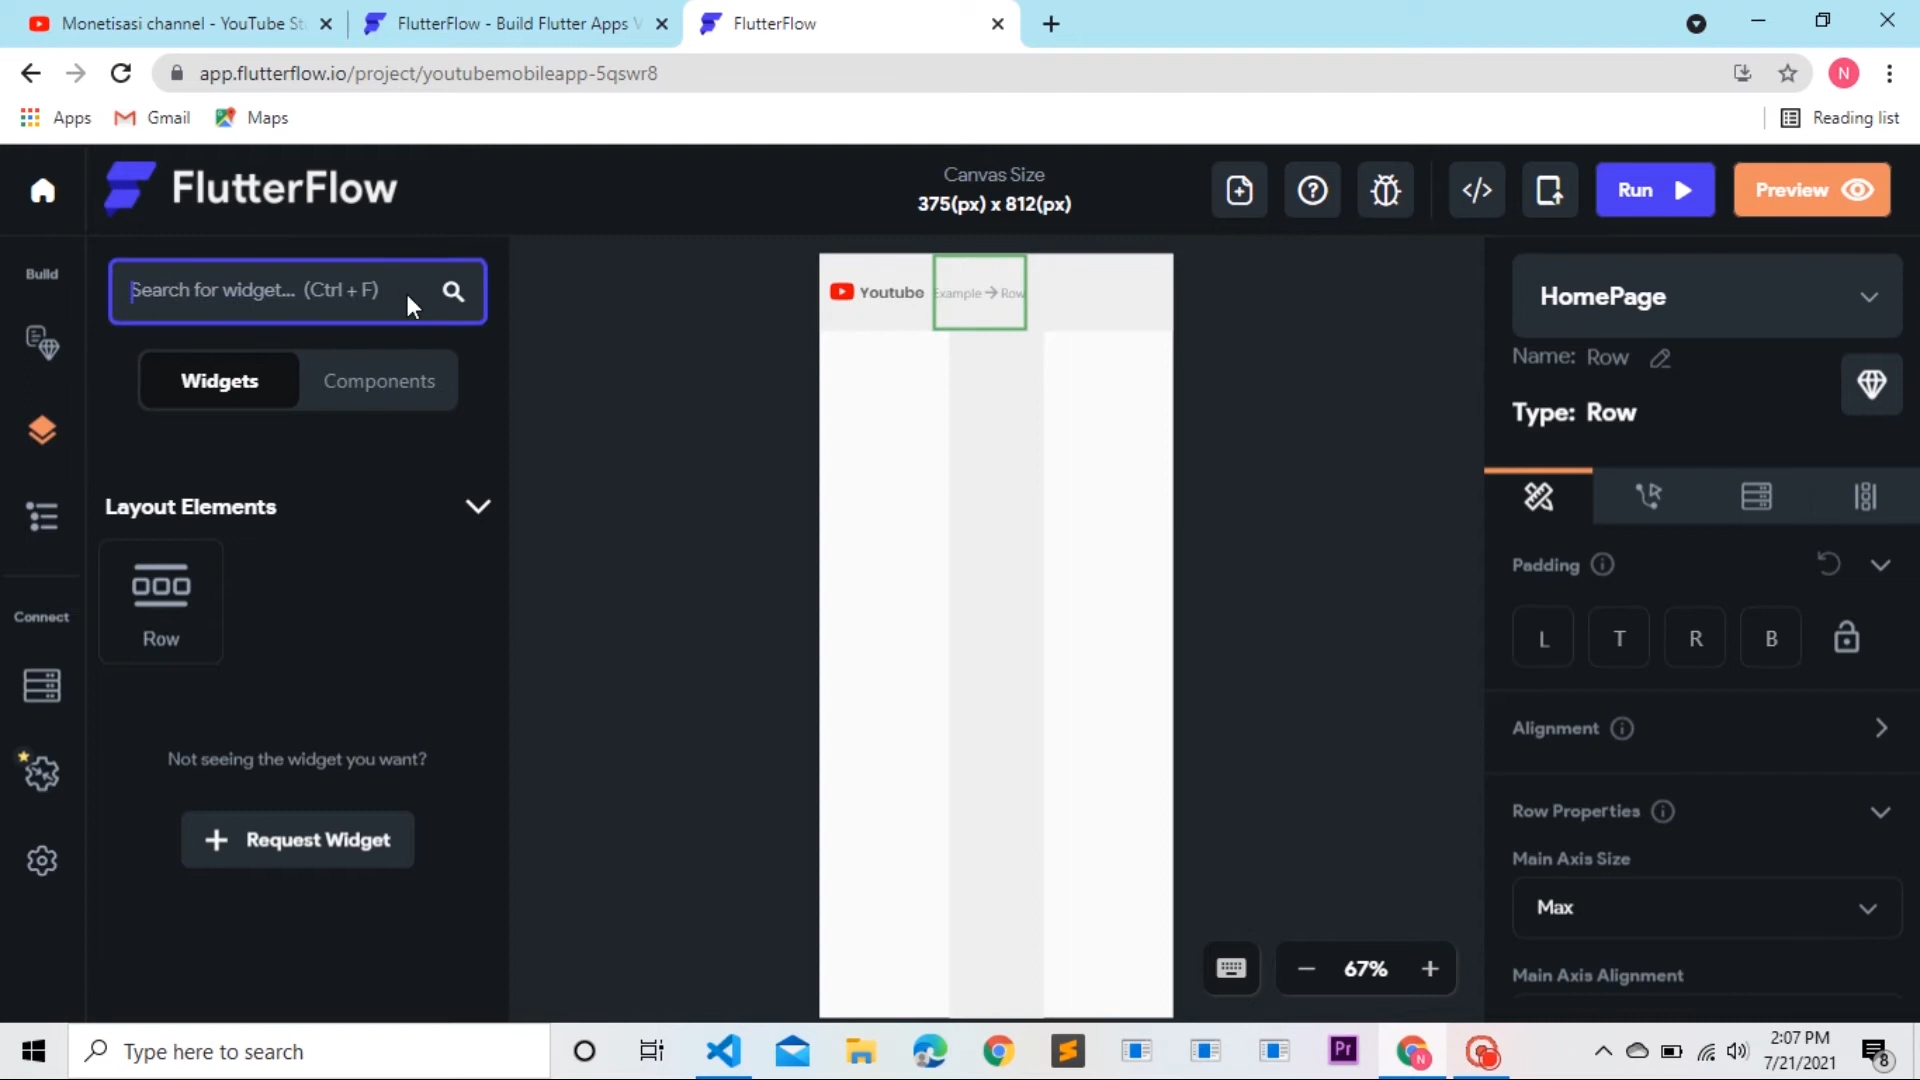 Monetisasi channel - YouTube St
FlutterFlow - Build Flutter Apps V
FlutterFlow
app.flutterflow.io/project/youtubemobileapp-5qswr8
N
Apps
Gmail
Maps
Reading list
FlutterFlow
Canvas Size
375(px) x 812(px)
Run
Preview
Build
Search for widget... (Ctrl + F)
Widgets
Components
Layout Elements
Row
Connect
Not seeing the widget you want?
+ Request Widget
Youtube
Example → Row
67%
HomePage
Name: Row
Type: Row
Padding
L
T
R
B
Alignment
Row Properties
Main Axis Size
Max
Main Axis Alignment
Type here to search
Pr
N
2:07 PM
7/21/2021
8